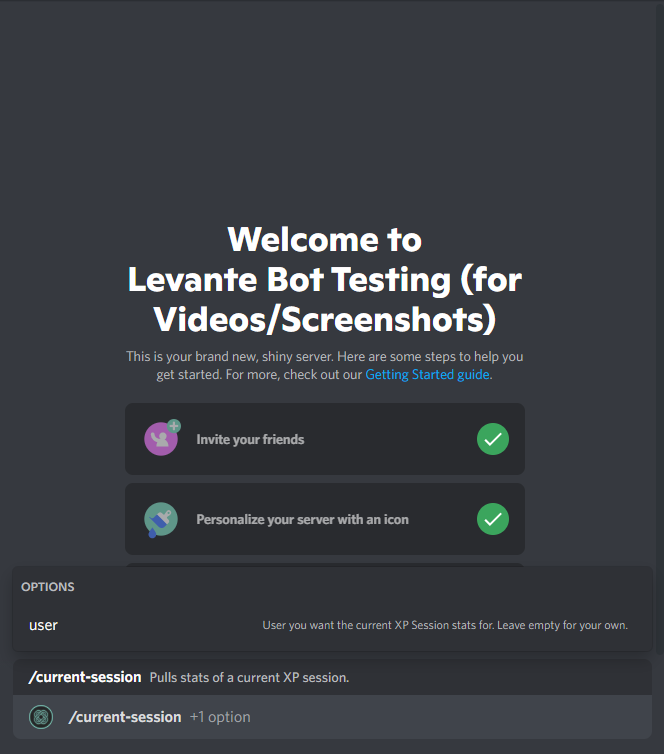 Welcome to
Levante Bot Testing (for
Videos/Screenshots)
This is your brand new, shiny server. Here are some steps to help you
get started. For more, check out our Getting Started guide.
Invite your friends
Personalize your server with an icon
OPTIONS
user User you want the current XP Session stats for. Leave empty for your own.
/current-session Pulls stats of a current XP session.
/current-session +1 option